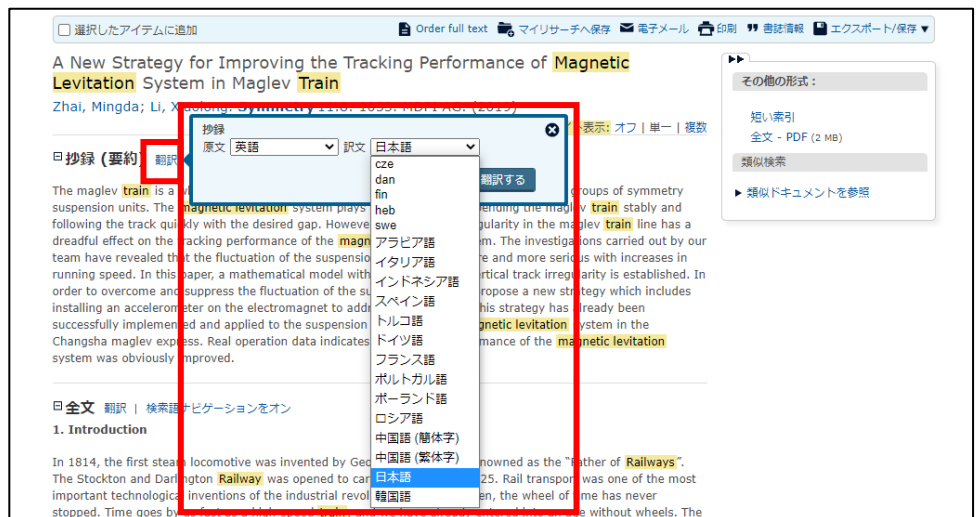 選択したアイテムに追加 Order full text マイリサーチへ保存 電子メール 印刷 書誌情報 エクスポート/保存 ▼
A New Strategy for Improving the Tracking Performance of Magnetic
Levitation System in Maglev Train
Zhai, Mingda; Li, X
表示: オフ | 単一 | 複数
その他の形式：
短い索引
全文 - PDF (2 MB)
類似検索
▶ 類似ドキュメントを参照
抄録
原文 英語 訳文 日本語
翻訳する
抄録 (要約) 翻訳
cze
dan
fin
heb
swe
アラビア語
イタリア語
インドネシア語
スペイン語
トルコ語
ドイツ語
フランス語
ポルトガル語
ポーランド語
ロシア語
中国語 (簡体字)
中国語 (繁体字)
日本語
韓国語
The maglev train is a groups of symmetry
suspension units. The magnetic levitation system plays ending the maglev train stably and
following the track quickly with the desired gap. Howeve gularity in the maglev train line has a
dreadful effect on the tracking performance of the magn em. The investigations carried out by our
team have revealed that the fluctuation of the suspensio re and more serious with increases in
running speed. In this paper, a mathematical model with rtical track irregularity is established. In
order to overcome and suppress the fluctuation of the su propose a new strategy which includes
installing an accelerometer on the electromagnet to addr his strategy has already been
successfully implemented and applied to the suspension gnetic levitation system in the
Changsha maglev express. Real operation data indicates mance of the magnetic levitation
system was obviously improved.
全文 翻訳 | 検索語ナビゲーションをオン
1. Introduction
In 1814, the first steam locomotive was invented by Geo nowned as the "Father of Railways".
The Stockton and Darlington Railway was opened to car 25. Rail transport was one of the most
important technological inventions of the industrial revol en, the wheel of time has never
stopped. Time goes by without wheels. The